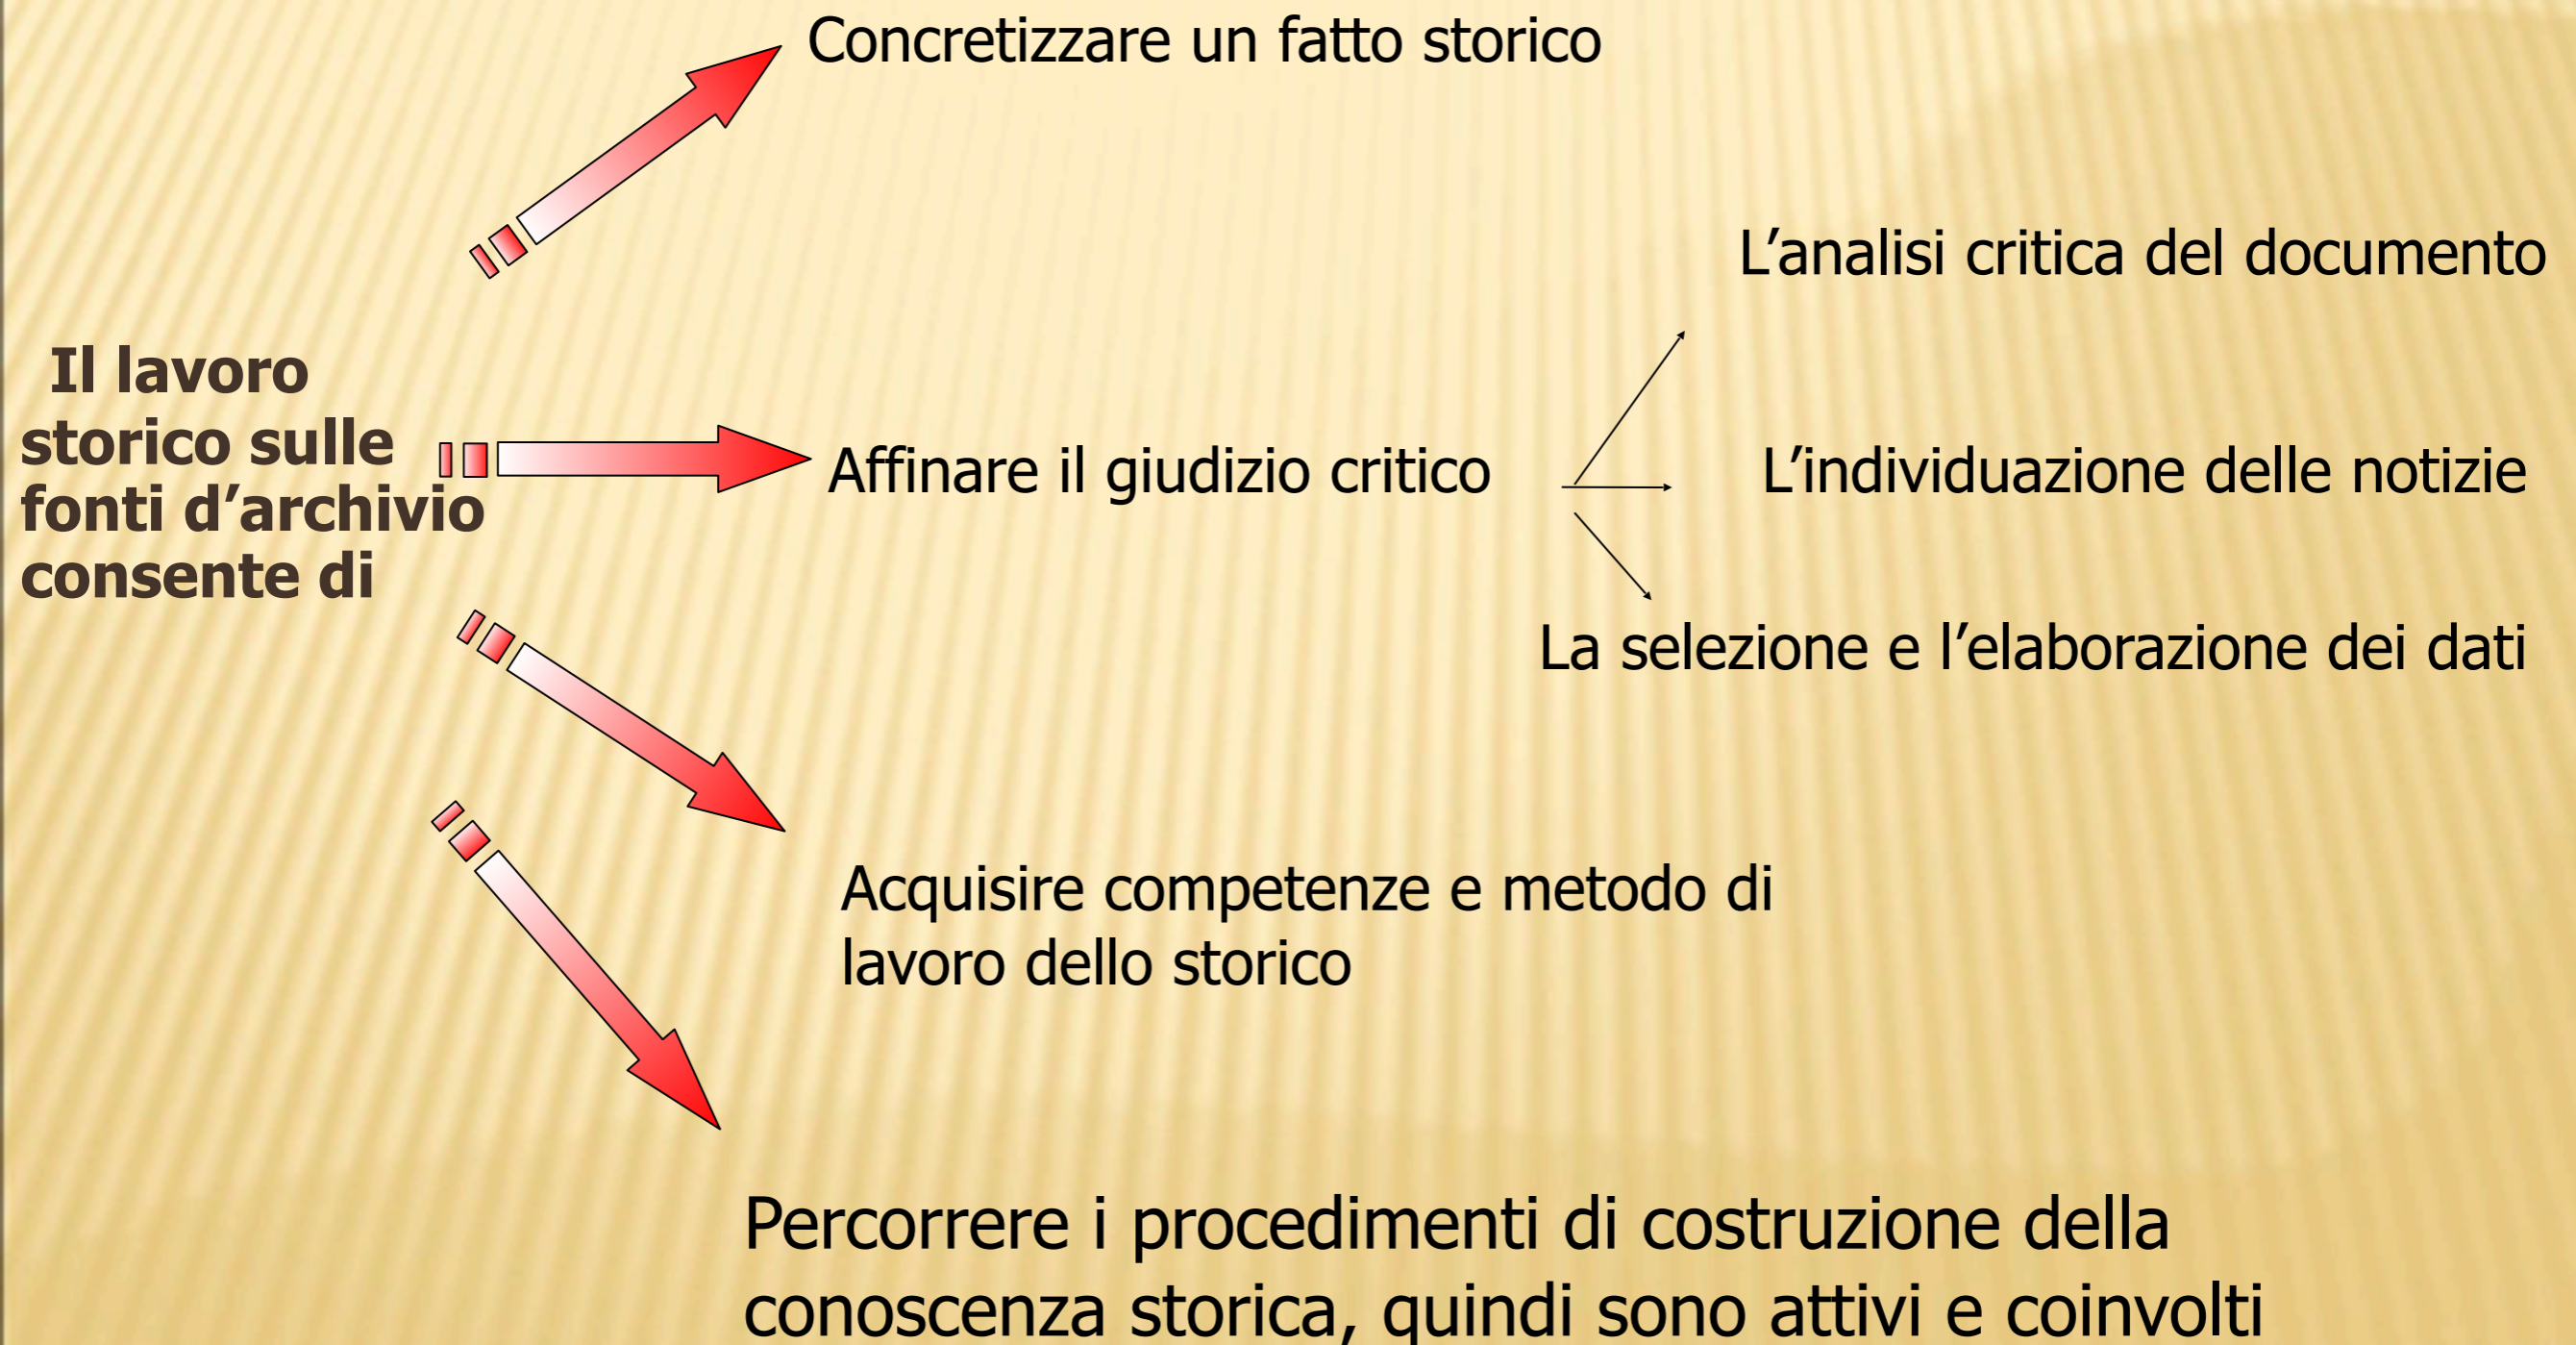 Il lavoro
storico sulle
fonti d’archivio
consente di
Concretizzare un fatto storico
Affinare il giudizio critico
L’analisi critica del documento
L’individuazione delle notizie
La selezione e l’elaborazione dei dati
Acquisire competenze e metodo di
lavoro dello storico
Percorrere i procedimenti di costruzione della
conoscenza storica, quindi sono attivi e coinvolti